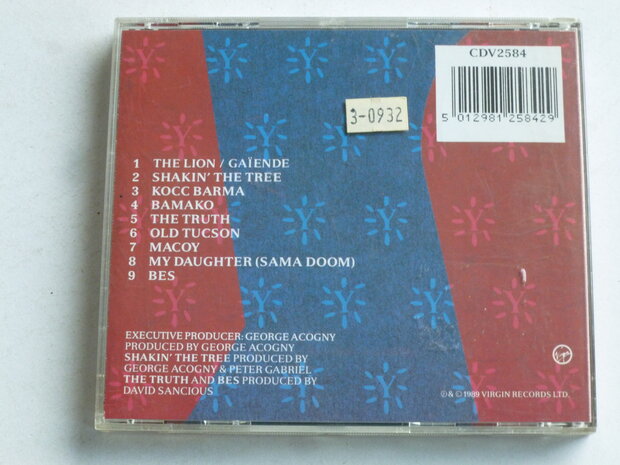 CDV2584
5 012981 258429
3-0932
1 THE LION / GAÏENDE
2 SHAKIN' THE TREE
3 KOCC BARMA
4 BAMAKO
5 THE TRUTH
6 OLD TUCSON
7 MACOY
8 MY DAUGHTER (SAMA DOOM)
9 BES
EXECUTIVE PRODUCER: GEORGE ACOGNY
PRODUCED BY GEORGE ACOGNY
SHAKIN' THE TREE PRODUCED BY
GEORGE ACOGNY & PETER GABRIEL
THE TRUTH AND BES PRODUCED BY
DAVID SANCIOUS
Virgin
℗ & © 1989 VIRGIN RECORDS LTD.